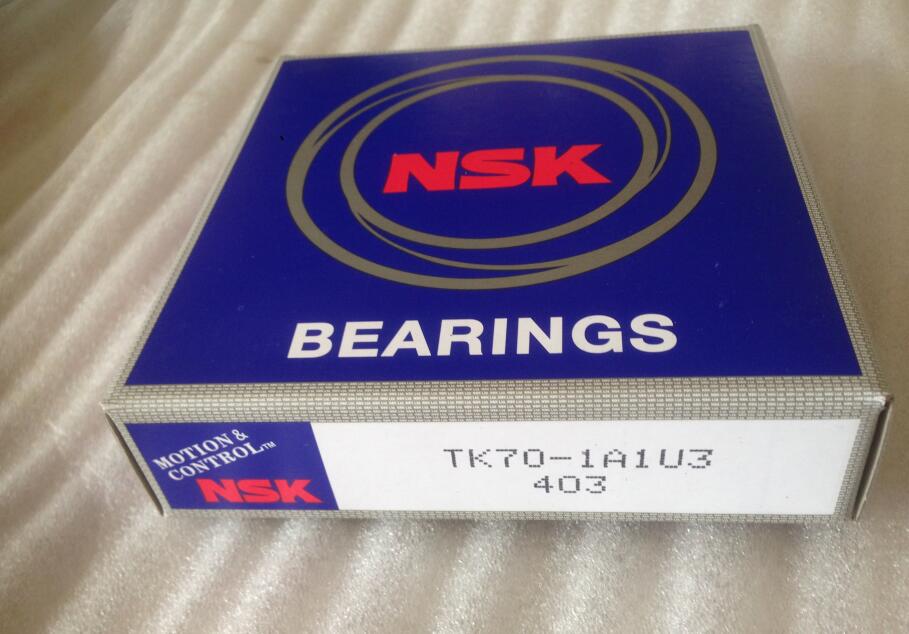 NSK
BEARINGS
MOTION &
CONTROL™
NSK
TK70-1A1U3
403